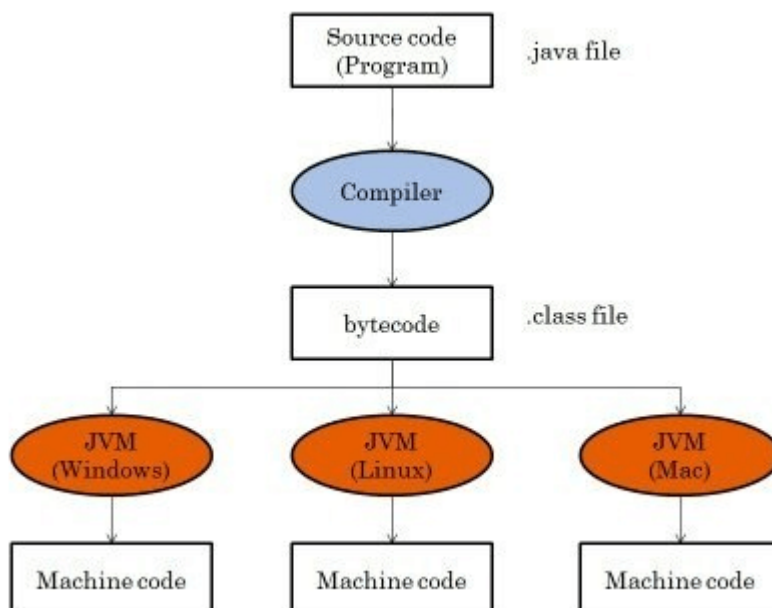 Source code
(Program)
.java file
Compiler
bytecode
.class file
JVM
(Windows)
JVM
(Linux)
JVM
(Mac)
Machine code
Machine code
Machine code